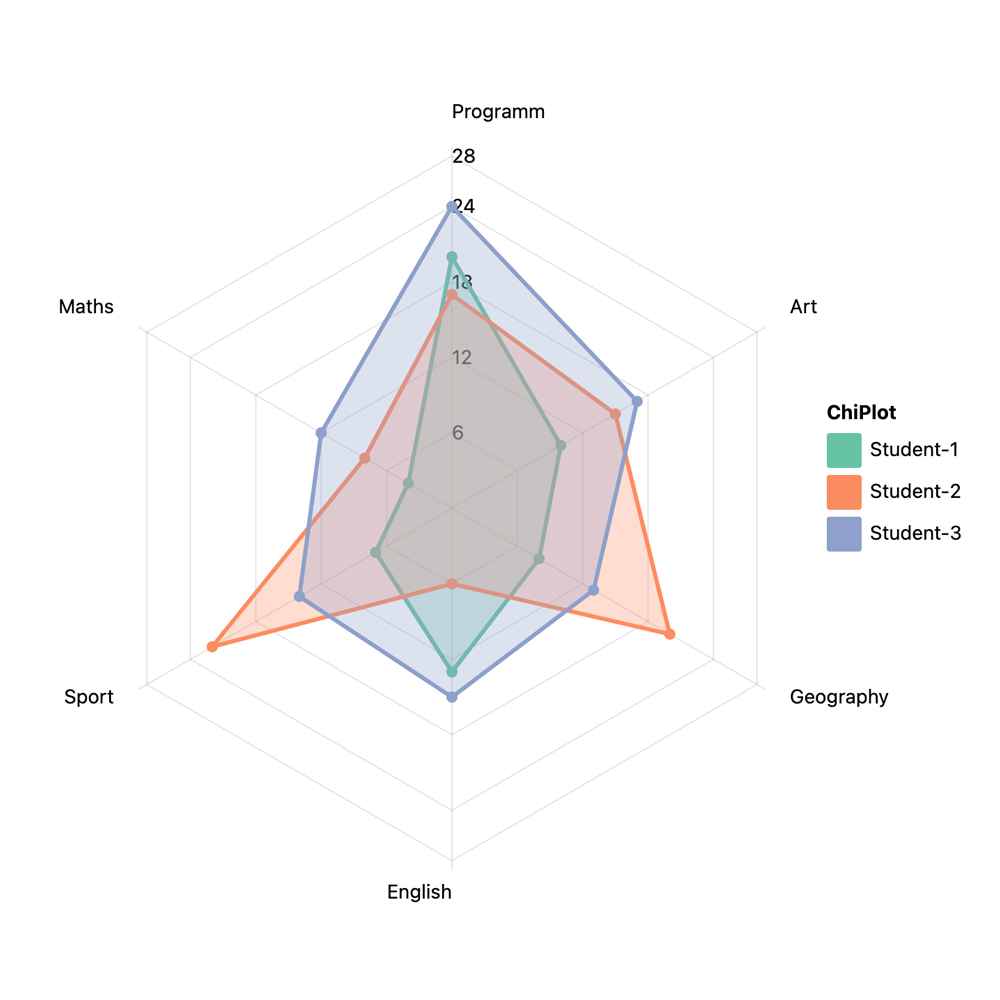 Programm
28
24
18
12
6
Maths
Art
ChiPlot
Student-1
Student-2
Student-3
Sport
Geography
English